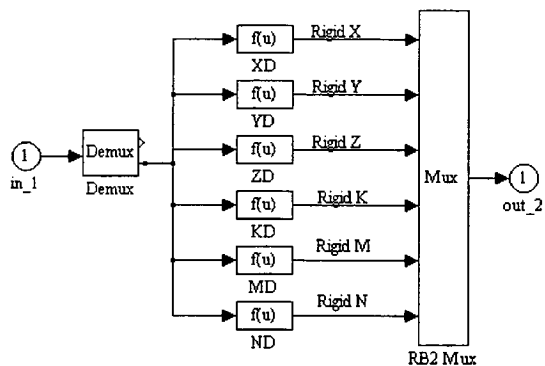 f(u) Rigid X
XD
f(u) Rigid Y
YD
1
in_1
Demux
Demux
f(u) Rigid Z
ZD
Mux
1
out_2
f(u) Rigid K
KD
f(u) Rigid M
MD
f(u) Rigid N
ND
RB2 Mux